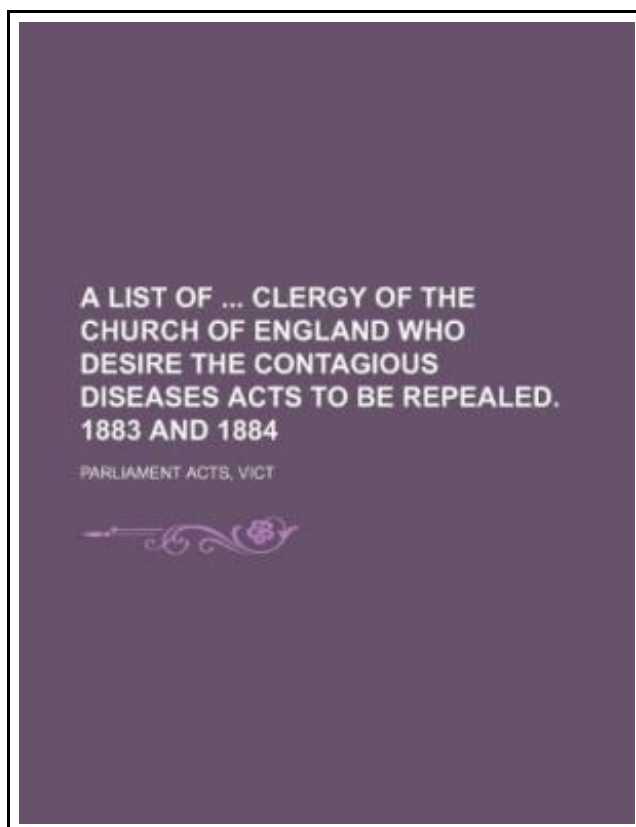 A LIST OF ... CLERGY OF THE
CHURCH OF ENGLAND WHO
DESIRE THE CONTAGIOUS
DISEASES ACTS TO BE REPEALED.
1883 AND 1884
PARLIAMENT ACTS, VICT